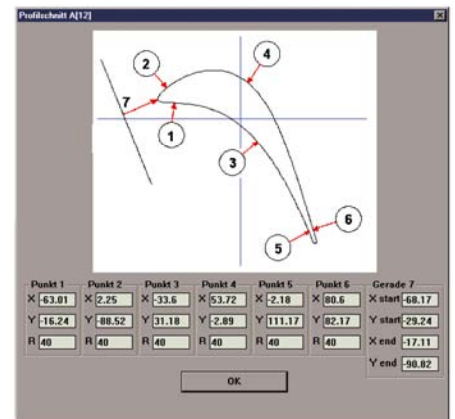 Profilschnitt A[12]
2
4
7
1
3
6
5
Punkt 1 Punkt 2 Punkt 3 Punkt 4 Punkt 5 Punkt 6 Gerade 7
X -63.01 X 2.25 X -33.6 X 53.72 X -2.18 X 80.6 X start -68.17
Y -16.24 Y -88.52 Y 31.18 Y -2.89 Y 111.17 Y 82.17 Y start -29.24
R 40 R 40 R 40 R 40 R 40 R 40 X end -17.11
Y end -90.82
OK